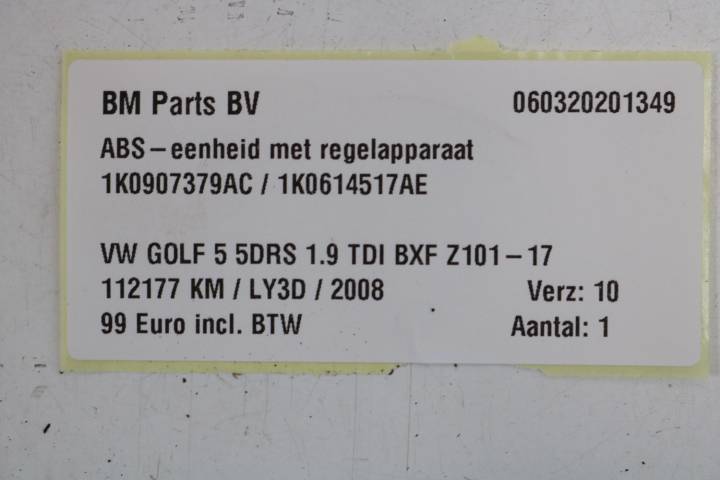 BM Parts BV 060320201349
ABS-eenheid met regelapparaat
1K0907379AC / 1K0614517AE
VW GOLF 5 5DRS 1.9 TDI BXF Z101-17
112177 KM / LY3D / 2008 Verz: 10
99 Euro incl. BTW Aantal: 1